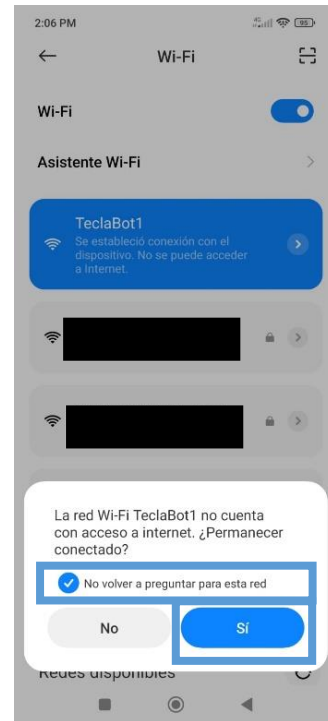 2:06 PM
4G
95
Wi-Fi
Wi-Fi
Asistente Wi-Fi
TeclaBot1
Se estableció conexión con el
dispositivo. No se puede acceder
a Internet.
La red Wi-Fi TeclaBot1 no cuenta
con acceso a internet. ¿Permanecer
conectado?
No volver a preguntar para esta red
No
Sí
Redes disponibles